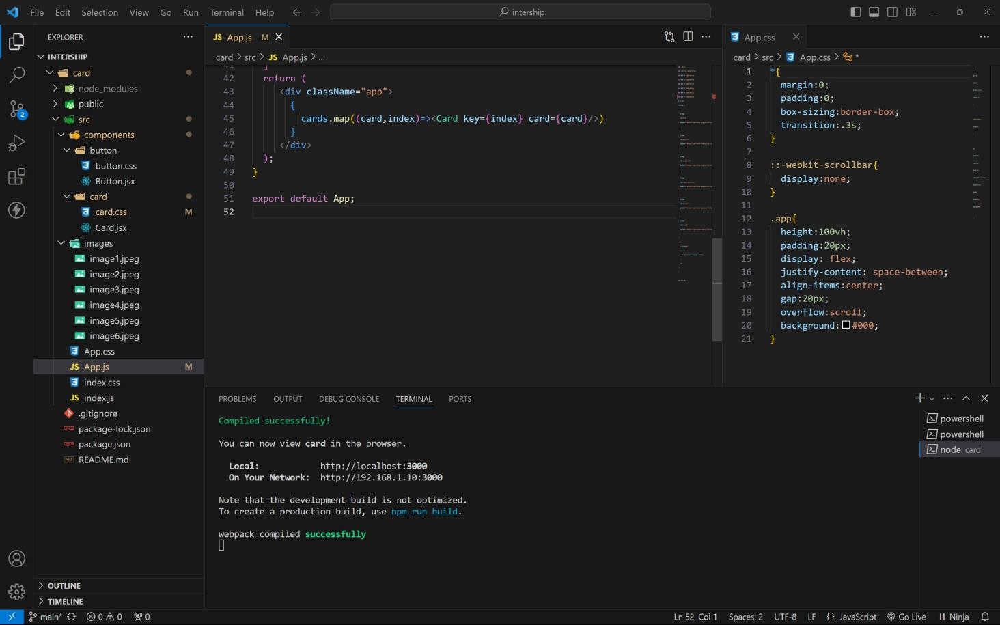 File Edit Selection View Go Run Terminal Help
intership
EXPLORER
INTERSHIP
card
node_modules
public
src
components
button
button.css
Button.jsx
card
card.css M
Card.jsx
images
image1.jpeg
image2.jpeg
image3.jpeg
image4.jpeg
image5.jpeg
image6.jpeg
App.css
JS App.js M
index.css
JS index.js
.gitignore
package-lock.json
package.json
README.md
OUTLINE
TIMELINE
2
JS App.js M
card > src > JS App.js > ...
41 ]
42 return (
43 <div className="app">
44 {
45 cards.map((card,index)=><Card key={index} card={card}/>)
46 }
47 </div>
48 );
49 }
50
51 export default App;
52
App.css
card > src > App.css > *
1 *{
2 margin:0;
3 padding:0;
4 box-sizing:border-box;
5 transition:.3s;
6 }
7
8 ::-webkit-scrollbar{
9 display:none;
10 }
11
12 .app{
13 height:100vh;
14 padding:20px;
15 display: flex;
16 justify-content: space-between;
17 align-items:center;
18 gap:20px;
19 overflow:scroll;
20 background:#000;
21 }
PROBLEMS OUTPUT DEBUG CONSOLE TERMINAL PORTS
Compiled successfully!
You can now view card in the browser.
Local: http://localhost:3000
On Your Network: http://192.168.1.10:3000
Note that the development build is not optimized.
To create a production build, use npm run build.
webpack compiled successfully
powershell
powershell
node card
main* 0 0 0
Ln 52, Col 1 Spaces: 2 UTF-8 LF {} JavaScript Go Live Ninja